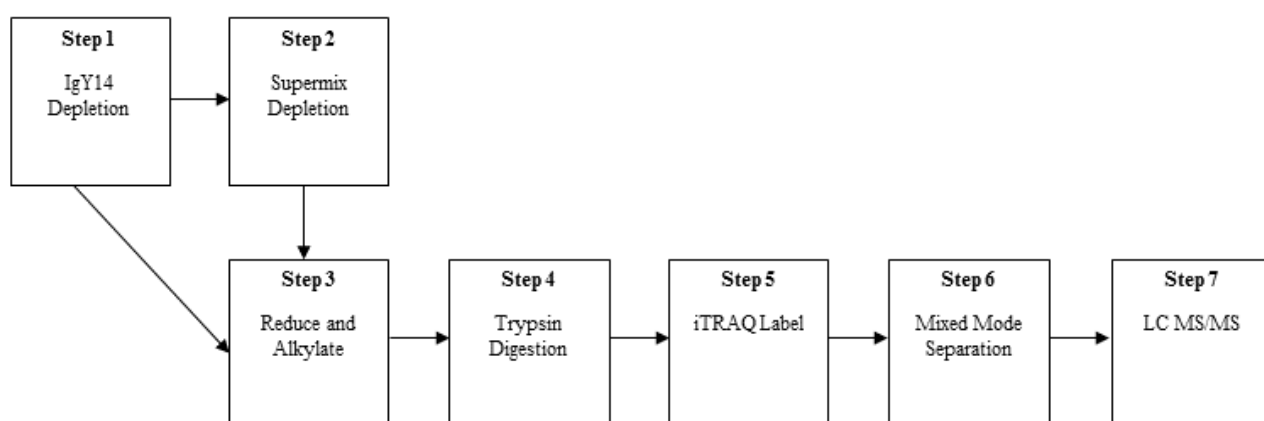 Step 1
IgY14
Depletion
Step 2
Supermix
Depletion
Step 3
Reduce and
Alkylate
Step 4
Trypsin
Digestion
Step 5
iTRAQ Label
Step 6
Mixed Mode
Separation
Step 7
LC MS/MS